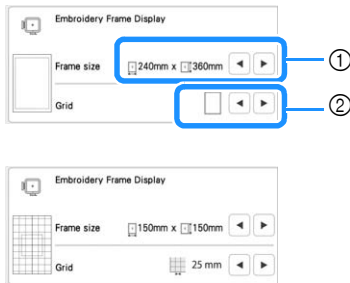 Embroidery Frame Display
Frame size 240mm x 360mm ①
Grid ②
Embroidery Frame Display
Frame size 150mm x 150mm
Grid 25 mm